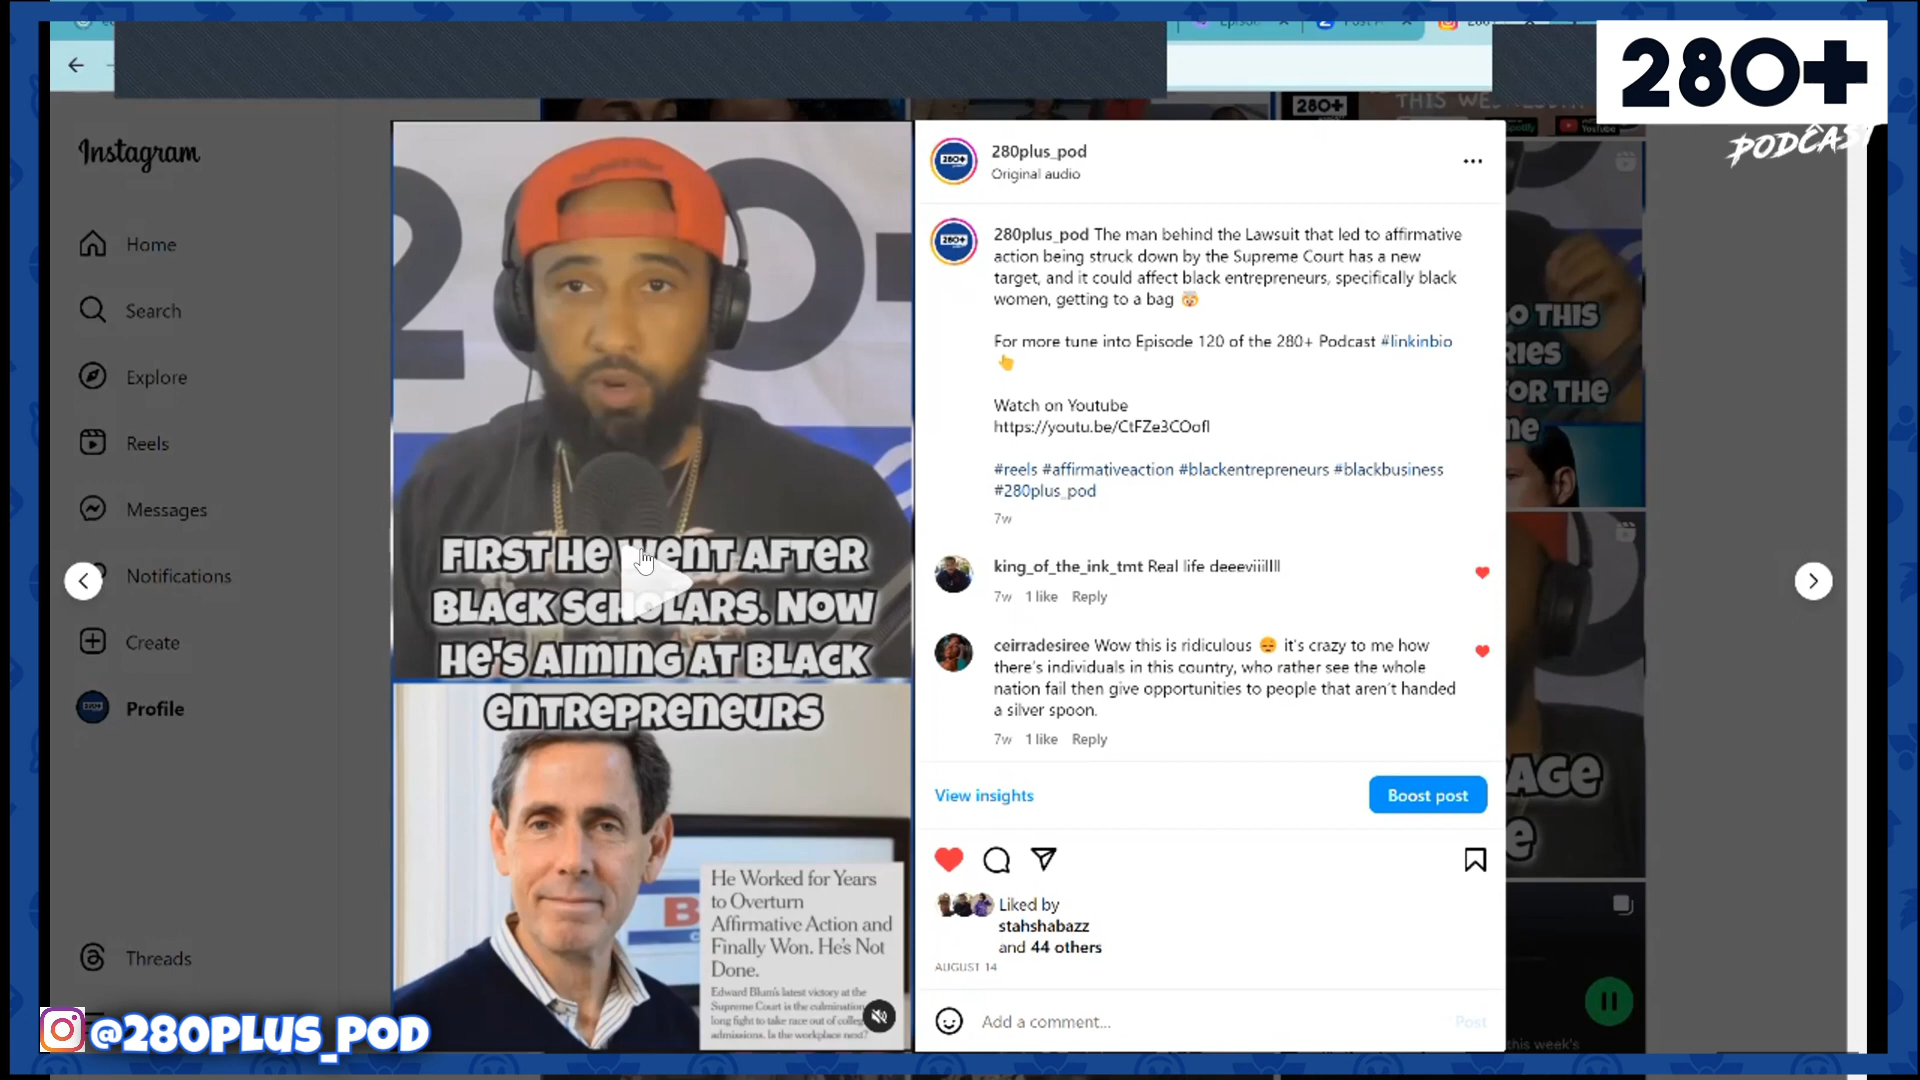 280+
PODCAST
280+
THIS WEDNESDAY
YouTube
Instagram
Home
Search
Explore
Reels
Messages
Notifications
Create
Profile
Threads
@280PLUS_POD
FIRST HE WENT AFTER
BLACK SCHOLARS. NOW
HE'S AIMING AT BLACK
ENTREPRENEURS
He Worked for Years
to Overturn
Affirmative Action and
Finally Won. He's Not
Done.
Edward Blum's latest victory at the
Supreme Court is the culmination
long fight to take race out of colleg
admissions. Is the workplace next?
280plus_pod
Original audio
280plus_pod The man behind the Lawsuit that led to affirmative
action being struck down by the Supreme Court has a new
target, and it could affect black entrepreneurs, specifically black
women, getting to a bag 🤯
For more tune into Episode 120 of the 280+ Podcast #linkinbio
👆
Watch on Youtube
https://youtu.be/CtFZe3COofI
#reels #affirmativeaction #blackentrepreneurs #blackbusiness
#280plus_pod
7w
king_of_the_ink_tmt Real life deeeviiillll
7w 1 like Reply
ceirradesiree Wow this is ridiculous 😔 it's crazy to me how
there's individuals in this country, who rather see the whole
nation fail then give opportunities to people that aren't handed
a silver spoon.
7w 1 like Reply
View insights
Boost post
Liked by
stahshabazz
and 44 others
AUGUST 14
Add a comment...
Post
this week's